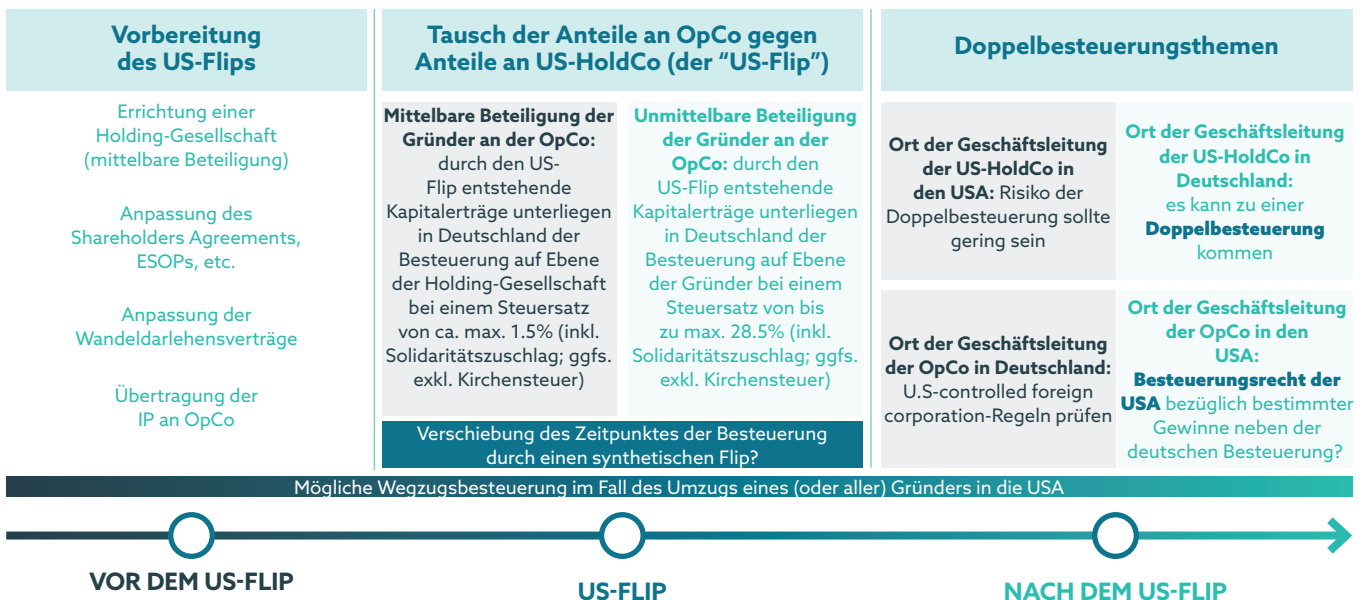 Vorbereitung
des US-Flips
Errichtung einer
Holding-Gesellschaft
(mittelbare Beteiligung)
Anpassung des
Shareholders Agreements,
ESOPs, etc.
Anpassung der
Wandeldarlehensverträge
Übertragung der
IP an OpCo
Tausch der Anteile an OpCo gegen
Anteile an US-HoldCo (der “US-Flip”)
Mittelbare Beteiligung der
Gründer an der OpCo:
durch den US-
Flip entstehende
Kapitalerträge unterliegen
in Deutschland der
Besteuerung auf Ebene
der Holding-Gesellschaft
bei einem Steuersatz
von ca. max. 1.5% (inkl.
Solidaritätszuschlag; ggfs.
exkl. Kirchensteuer)
Unmittelbare Beteiligung
der Gründer an der
OpCo: durch den
US-Flip entstehende
Kapitalerträge unterliegen
in Deutschland der
Besteuerung auf Ebene
der Gründer bei einem
Steuersatz von bis
zu max. 28.5% (inkl.
Solidaritätszuschlag; ggfs.
exkl. Kirchensteuer)
Verschiebung des Zeitpunktes der Besteuerung
durch einen synthetischen Flip?
Doppelbesteuerungsthemen
Ort der Geschäftsleitung
der US-HoldCo in
den USA: Risiko der
Doppelbesteuerung sollte
gering sein
Ort der Geschäftsleitung
der US-HoldCo in
Deutschland:
es kann zu einer
Doppelbesteuerung
kommen
Ort der Geschäftsleitung
der OpCo in Deutschland:
U.S-controlled foreign
corporation-Regeln prüfen
Ort der Geschäftsleitung
der OpCo in den
USA:
Besteuerungsrecht der
USA bezüglich bestimmter
Gewinne neben der
deutschen Besteuerung?
Mögliche Wegzugsbesteuerung im Fall des Umzugs eines (oder aller) Gründers in die USA
VOR DEM US-FLIP
US-FLIP
NACH DEM US-FLIP